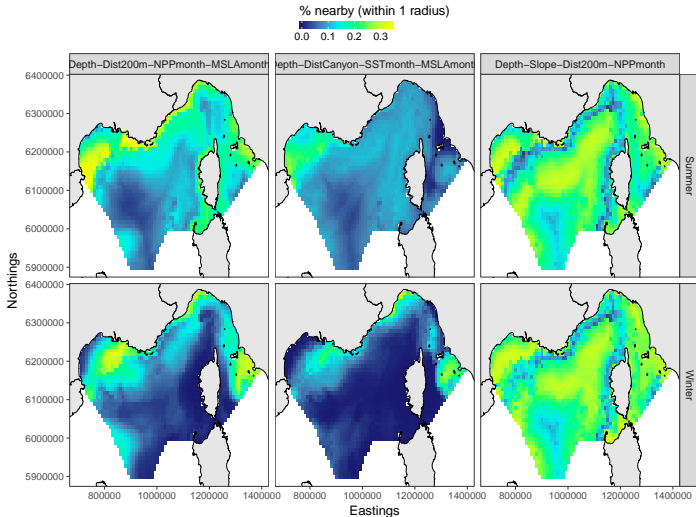 % nearby (within 1 radius)
0.0 0.1 0.2 0.3
Depth−Dist200m−NPPmonth−MSLAmonth
Depth−DistCanyon−SSTmonth−MSLAmonth
Depth−Slope−Dist200m−NPPmonth
6400000
6300000
6200000
6100000
6000000
5900000
Summer
Northings
6400000
6300000
6200000
6100000
6000000
5900000
Winter
800000 1000000 1200000 1400000
800000 1000000 1200000 1400000
800000 1000000 1200000 1400000
Eastings